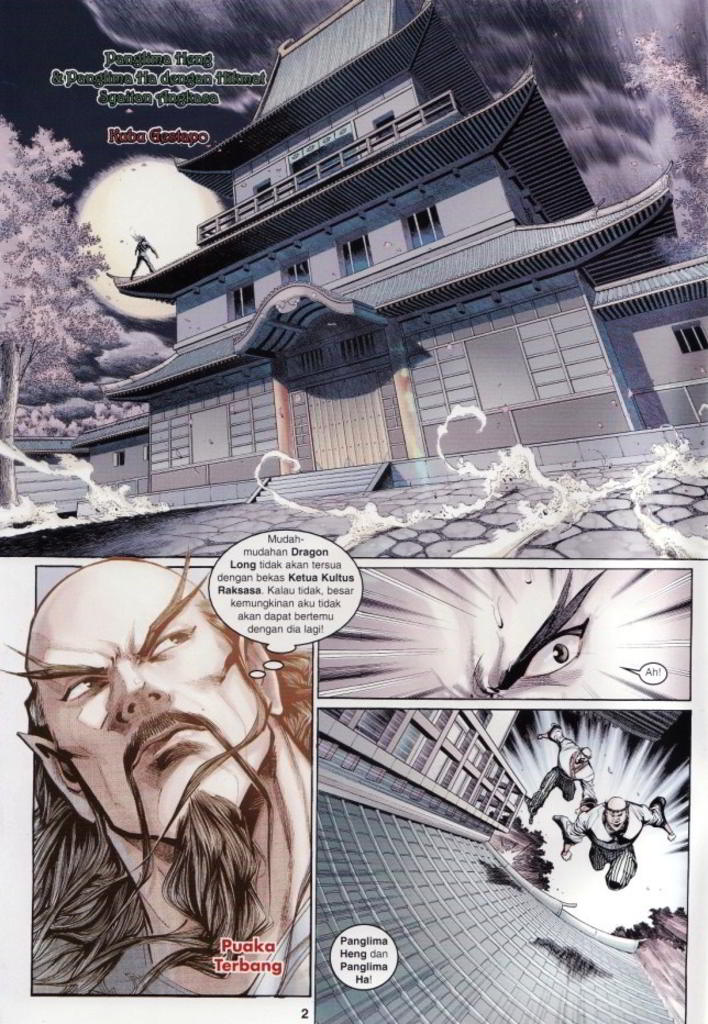 Panglima Heng
& Panglima Ha dengan Hikmat
Syaitan Angkasa
Kubu Gestapo
Mudah-
mudahan Dragon
Long tidak akan tersua
dengan bekas Ketua Kultus
Raksasa. Kalau tidak, besar
kemungkinan aku tidak
akan dapat bertemu
dengan dia lagi!
Ah!
Puaka
Terbang
Panglima
Heng dan
Panglima
Ha!
2